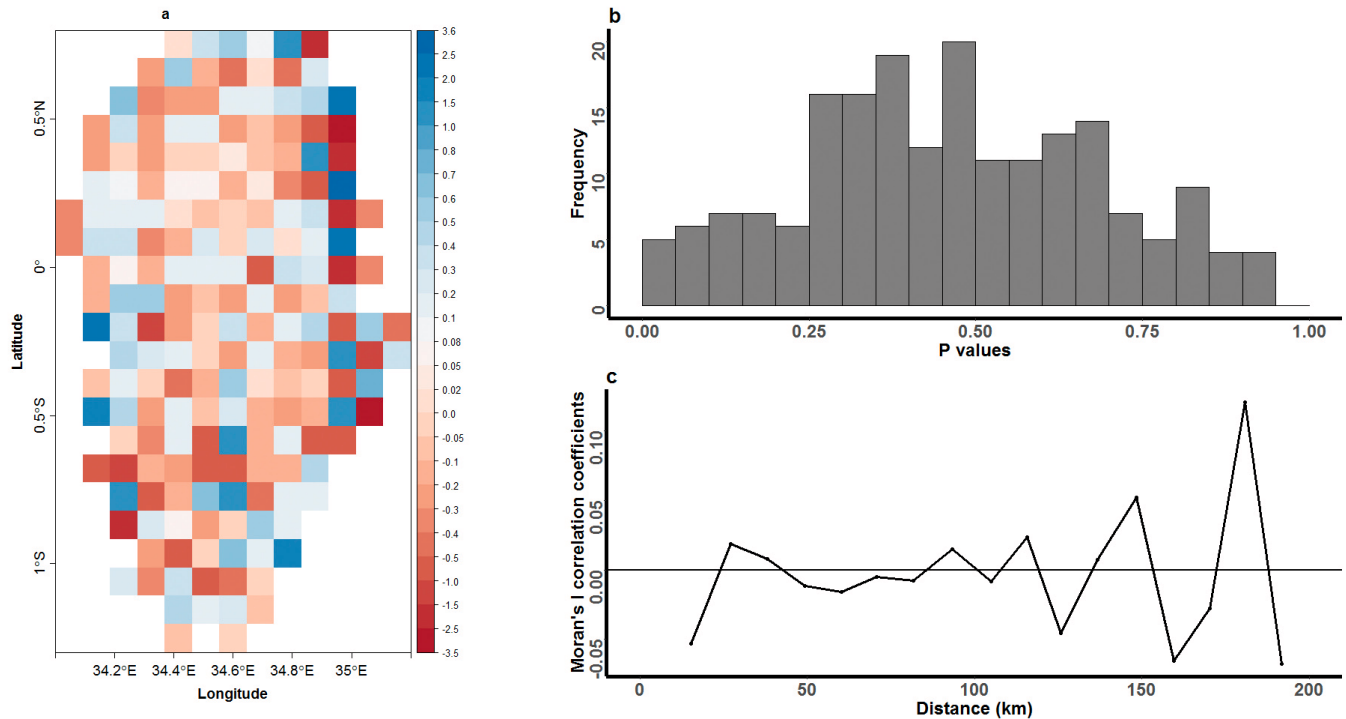 a
3.6
2.5
2.0
1.5
1.0
0.8
0.7
0.6
0.5
0.4
0.3
0.2
0.1
0.08
0.05
0.02
0.0
-0.05
-0.1
-0.2
-0.3
-0.4
-0.5
-1.0
-1.5
-2.5
-3.5
0.5°N
0°
0.5°S
1°S
Latitude
34.2°E 34.4°E 34.6°E 34.8°E 35°E
Longitude
b
20
15
10
5
0
Frequency
0.00 0.25 0.50 0.75 1.00
P values
c
0.10
0.05
0.00
-0.05
Moran's I correlation coefficients
0 50 100 150 200
Distance (km)